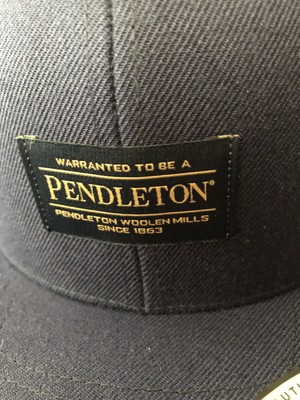 WARRANTED TO BE A
PENDLETON®
PENDLETON WOOLEN MILLS
SINCE 1863